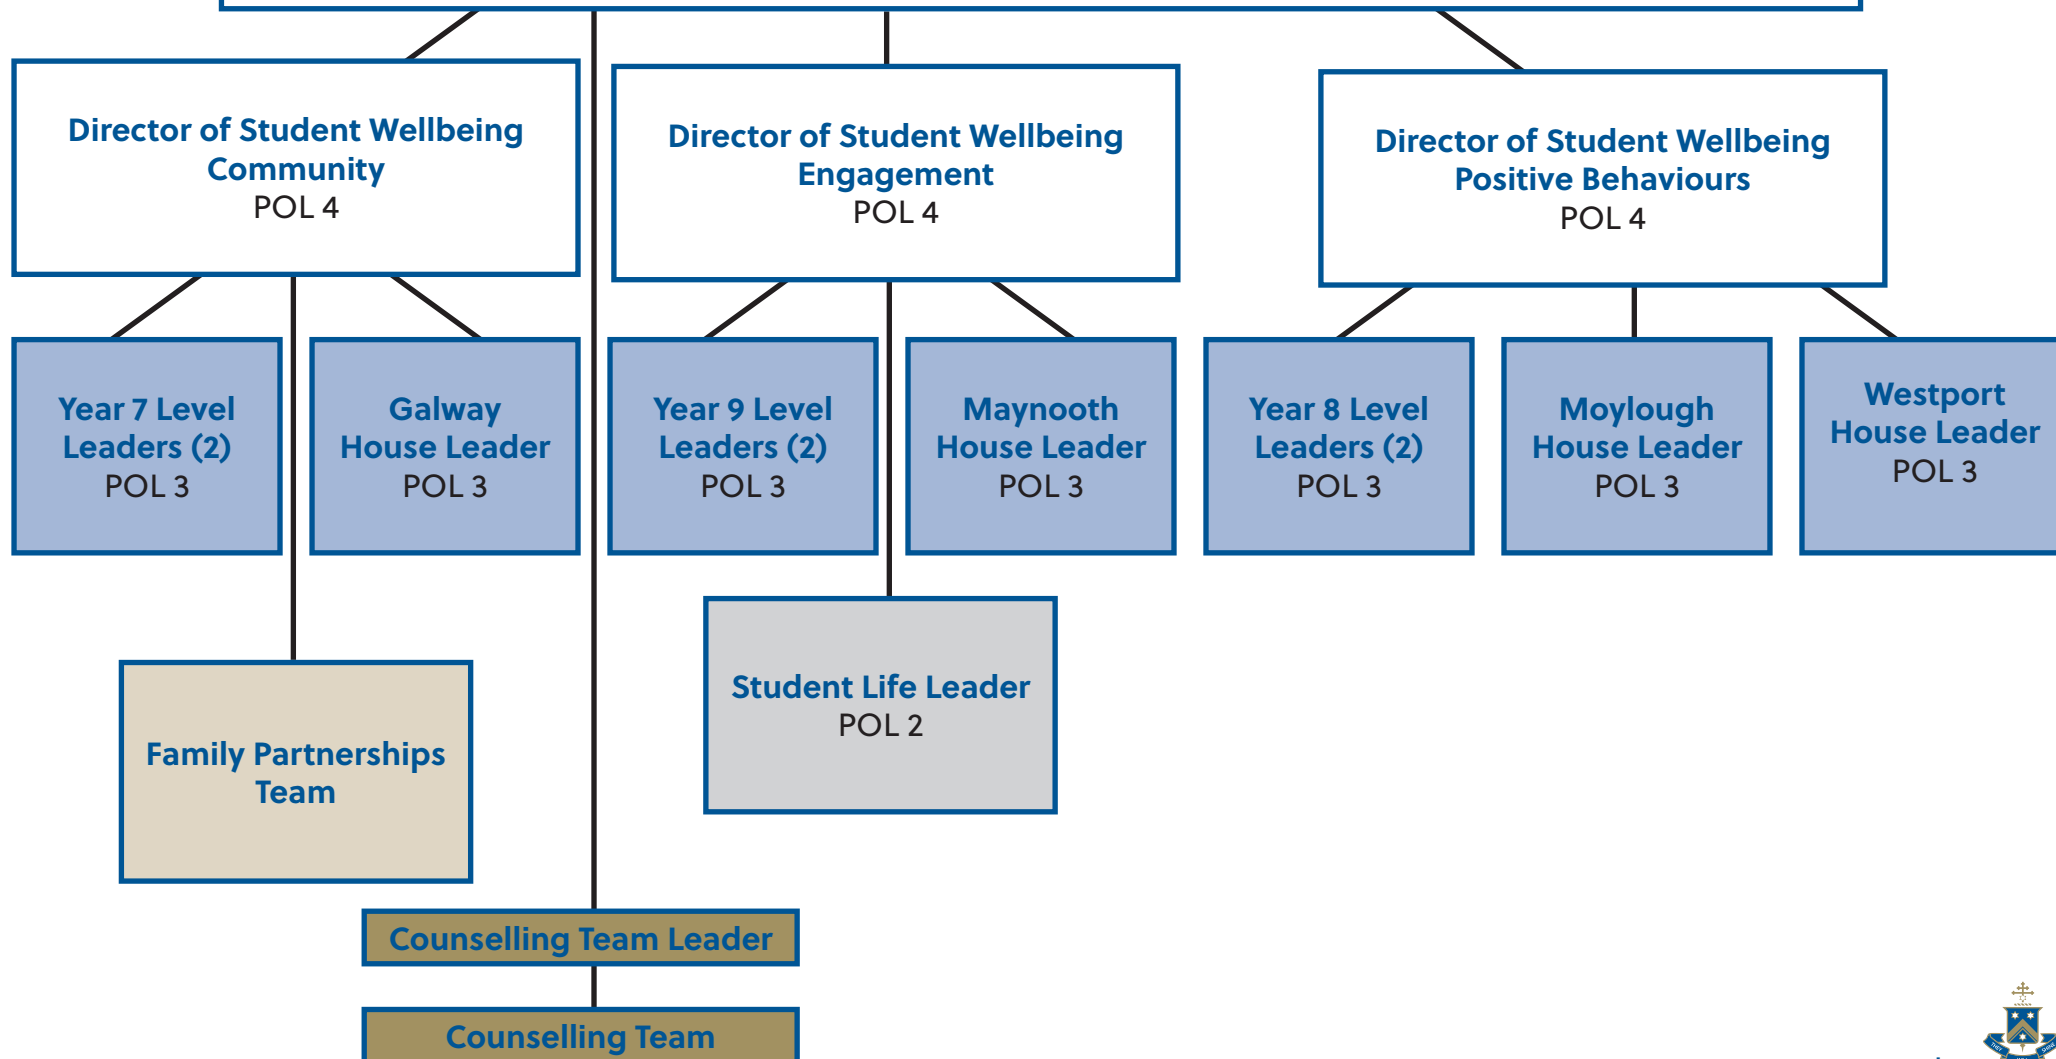 Director of Student Wellbeing
Community
POL 4
Director of Student Wellbeing
Engagement
POL 4
Director of Student Wellbeing
Positive Behaviours
POL 4
Year 7 Level
Leaders (2)
POL 3
Galway
House Leader
POL 3
Year 9 Level
Leaders (2)
POL 3
Maynooth
House Leader
POL 3
Year 8 Level
Leaders (2)
POL 3
Moylough
House Leader
POL 3
Westport
House Leader
POL 3
Family Partnerships
Team
Student Life Leader
POL 2
Counselling Team Leader
Counselling Team